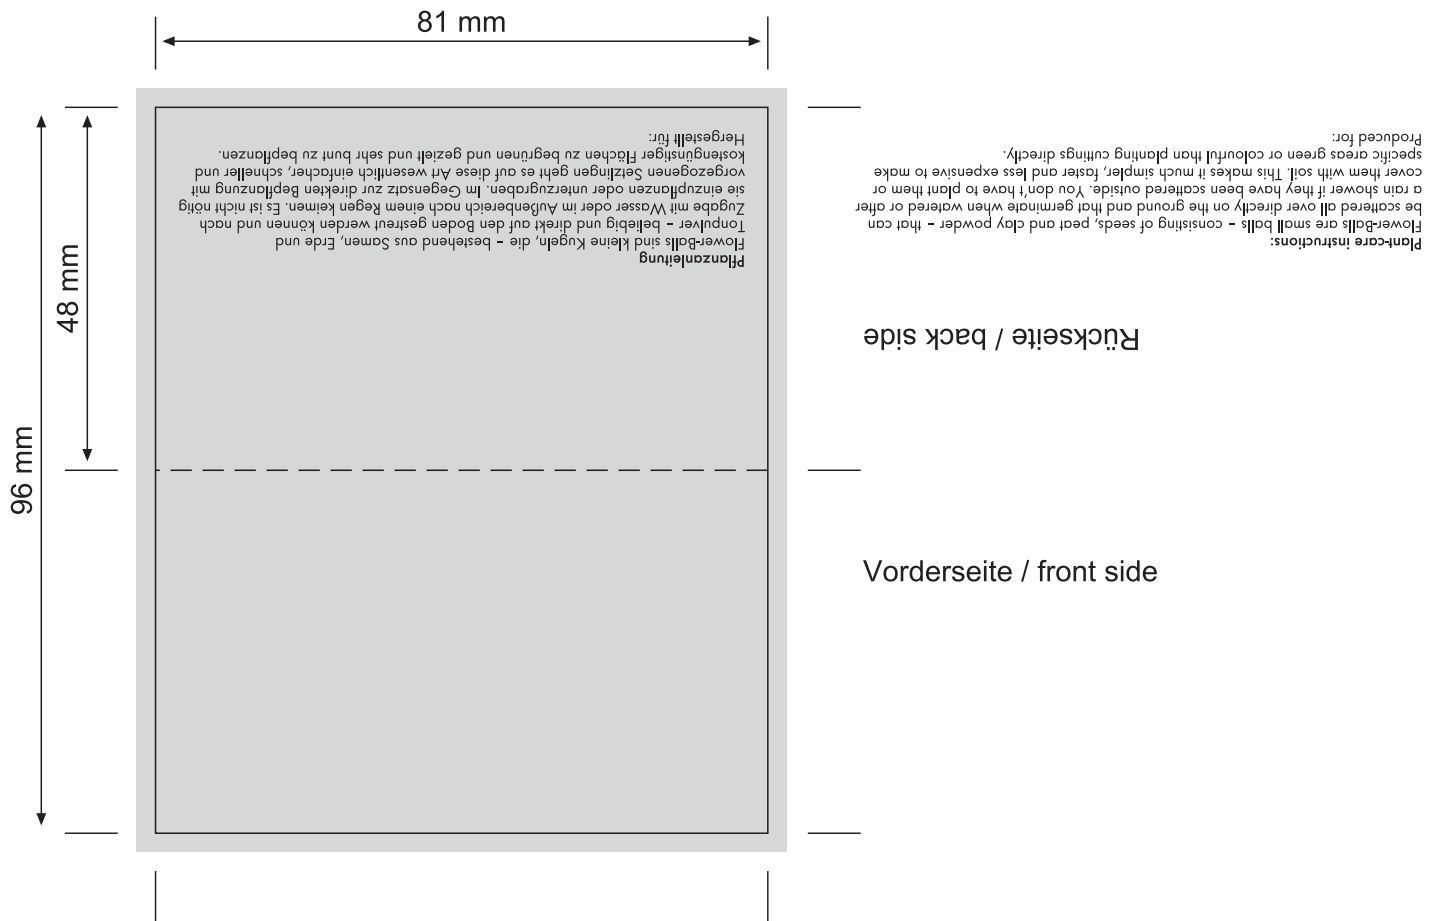 81 mm
96 mm
48 mm
Pflanzanleitung
Flower-Balls sind kleine Kugeln, die – bestehend aus Samen, Erde und
Tonpulver – beliebig und direkt auf den Boden gestreut werden können und nach
Zugabe mit Wasser oder im Außenbereich nach einem Regen keimen. Es ist nicht nötig
sie einzupflanzen oder unterzugraben. Im Gegensatz zur direkten Bepflanzung mit
vorgezogenen Setzlingen geht es auf diese Art wesentlich einfacher, schneller und
kostengünstiger Flächen zu begrünen und gezielt und sehr bunt zu bepflanzen.
Hergestellt für:
Plant-care instructions:
Flower-Balls are small balls – consisting of seeds, peat and clay powder – that can
be scattered all over directly on the ground and that germinate when watered or after
a rain shower if they have been scattered outside. You don't have to plant them or
cover them with soil. This makes it much simpler, faster and less expensive to make
specific areas green or colourful than planting cuttings directly.
Produced for:
Rückseite / back side
Vorderseite / front side